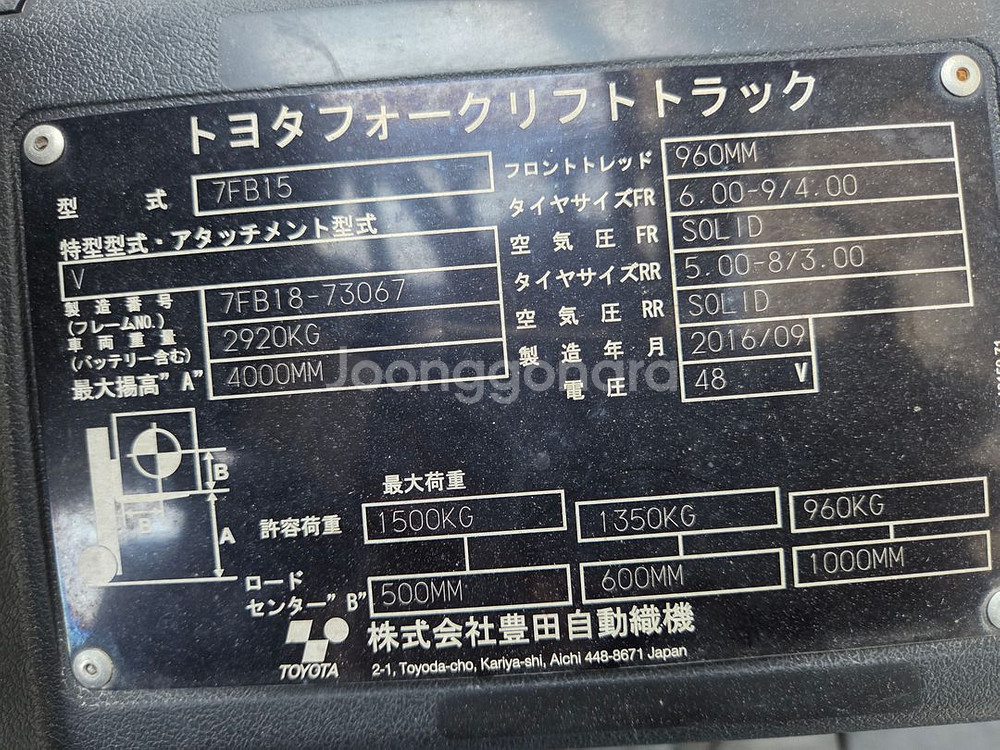 トヨタフォークリフトトラック
型式 7FB15
特型型式・アタッチメント型式
V
製造番号
(フレームNO.) 7FB18-73067
車両重量
(バッテリー含む) 2920KG
最大揚高"A" 4000MM
フロントトレッド 960MM
タイヤサイズFR 6.00-9/4.00
空気圧 FR SOLID
タイヤサイズRR 5.00-8/3.00
空気圧 RR SOLID
製造年月 2016/09
電圧 48 V
Joonggonara
B
B
A
最大荷重
許容荷重 1500KG 1350KG 960KG
ロード
センター"B" 500MM 600MM 1000MM
TOYOTA 株式会社豊田自動織機
2-1, Toyoda-cho, Kariya-shi, Aichi 448-8671 Japan